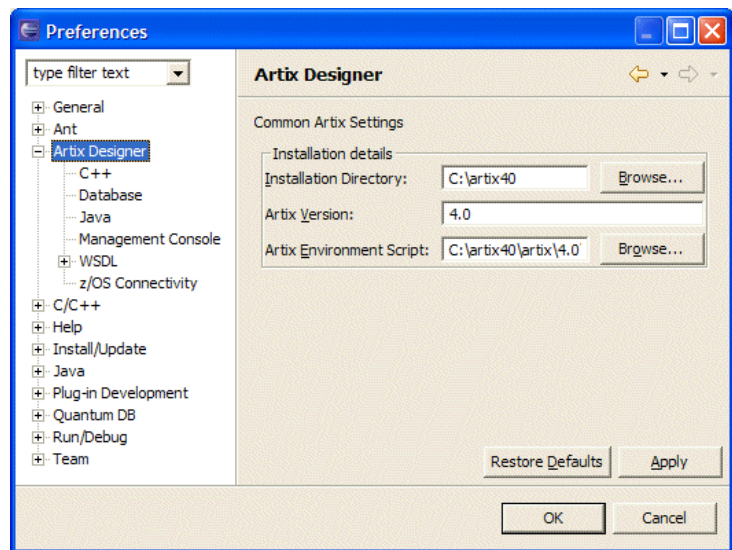 Preferences
type filter text
General
Ant
Artix Designer
C++
Database
Java
Management Console
WSDL
z/OS Connectivity
C/C++
Help
Install/Update
Java
Plug-in Development
Quantum DB
Run/Debug
Team
Artix Designer
Common Artix Settings
Installation details
Installation Directory: C:\artix40 Browse...
Artix Version: 4.0
Artix Environment Script: C:\artix40\artix\4.0 Browse...
Restore Defaults Apply
OK Cancel